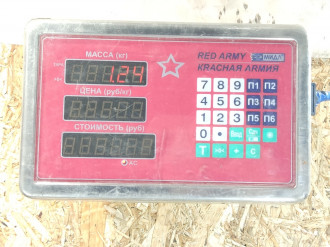 МАССА (кг)
1.24
ЦЕНА (руб/кг)
СТОИМОСТЬ (руб)
RED ARMY МИДЛ
КРАСНАЯ АРМИЯ
7 8 9 П1 П2
4 5 6 П3 П4
1 2 3 П5 П6
0 •
T C